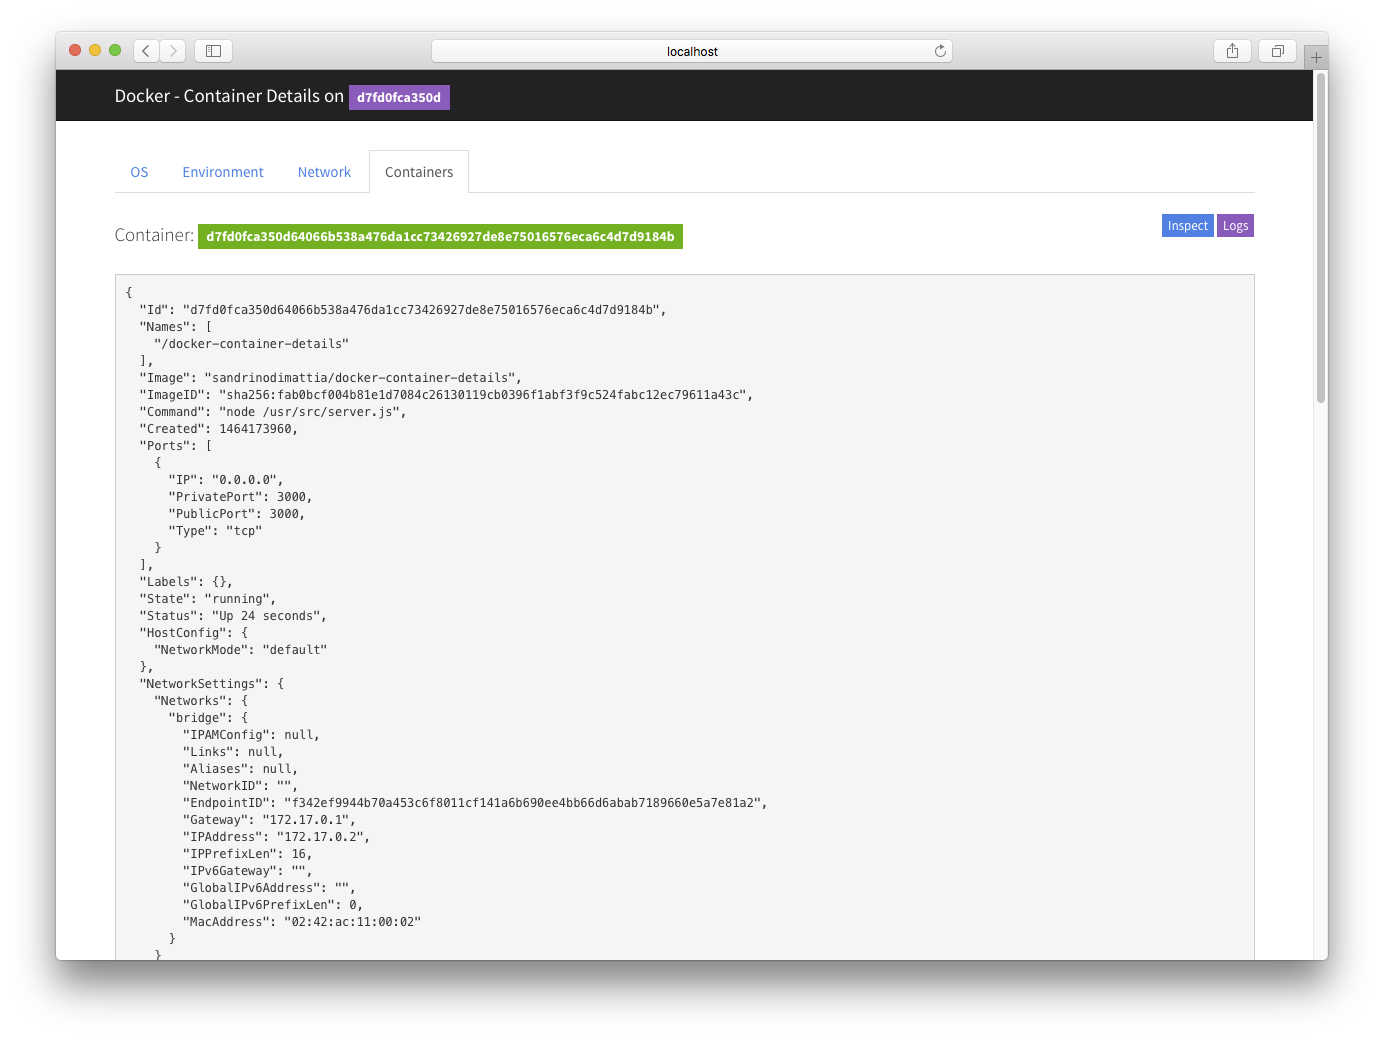 localhost
Docker - Container Details on d7fd0fca350d
OS Environment Network Containers
Container: d7fd0fca350d64066b538a476da1cc73426927de8e75016576eca6c4d7d9184b
Inspect Logs
{
  "Id": "d7fd0fca350d64066b538a476da1cc73426927de8e75016576eca6c4d7d9184b",
  "Names": [
    "/docker-container-details"
  ],
  "Image": "sandrinodimattia/docker-container-details",
  "ImageID": "sha256:fab0bcf004b81e1d7084c26130119cb0396f1abf3f9c524fabc12ec79611a43c",
  "Command": "node /usr/src/server.js",
  "Created": 1464173960,
  "Ports": [
    {
      "IP": "0.0.0.0",
      "PrivatePort": 3000,
      "PublicPort": 3000,
      "Type": "tcp"
    }
  ],
  "Labels": {},
  "State": "running",
  "Status": "Up 24 seconds",
  "HostConfig": {
    "NetworkMode": "default"
  },
  "NetworkSettings": {
    "Networks": {
      "bridge": {
        "IPAMConfig": null,
        "Links": null,
        "Aliases": null,
        "NetworkID": "",
        "EndpointID": "f342ef9944b70a453c6f8011cf141a6b690ee4bb66d6abab7189660e5a7e81a2",
        "Gateway": "172.17.0.1",
        "IPAddress": "172.17.0.2",
        "IPPrefixLen": 16,
        "IPv6Gateway": "",
        "GlobalIPv6Address": "",
        "GlobalIPv6PrefixLen": 0,
        "MacAddress": "02:42:ac:11:00:02"
      }
    }